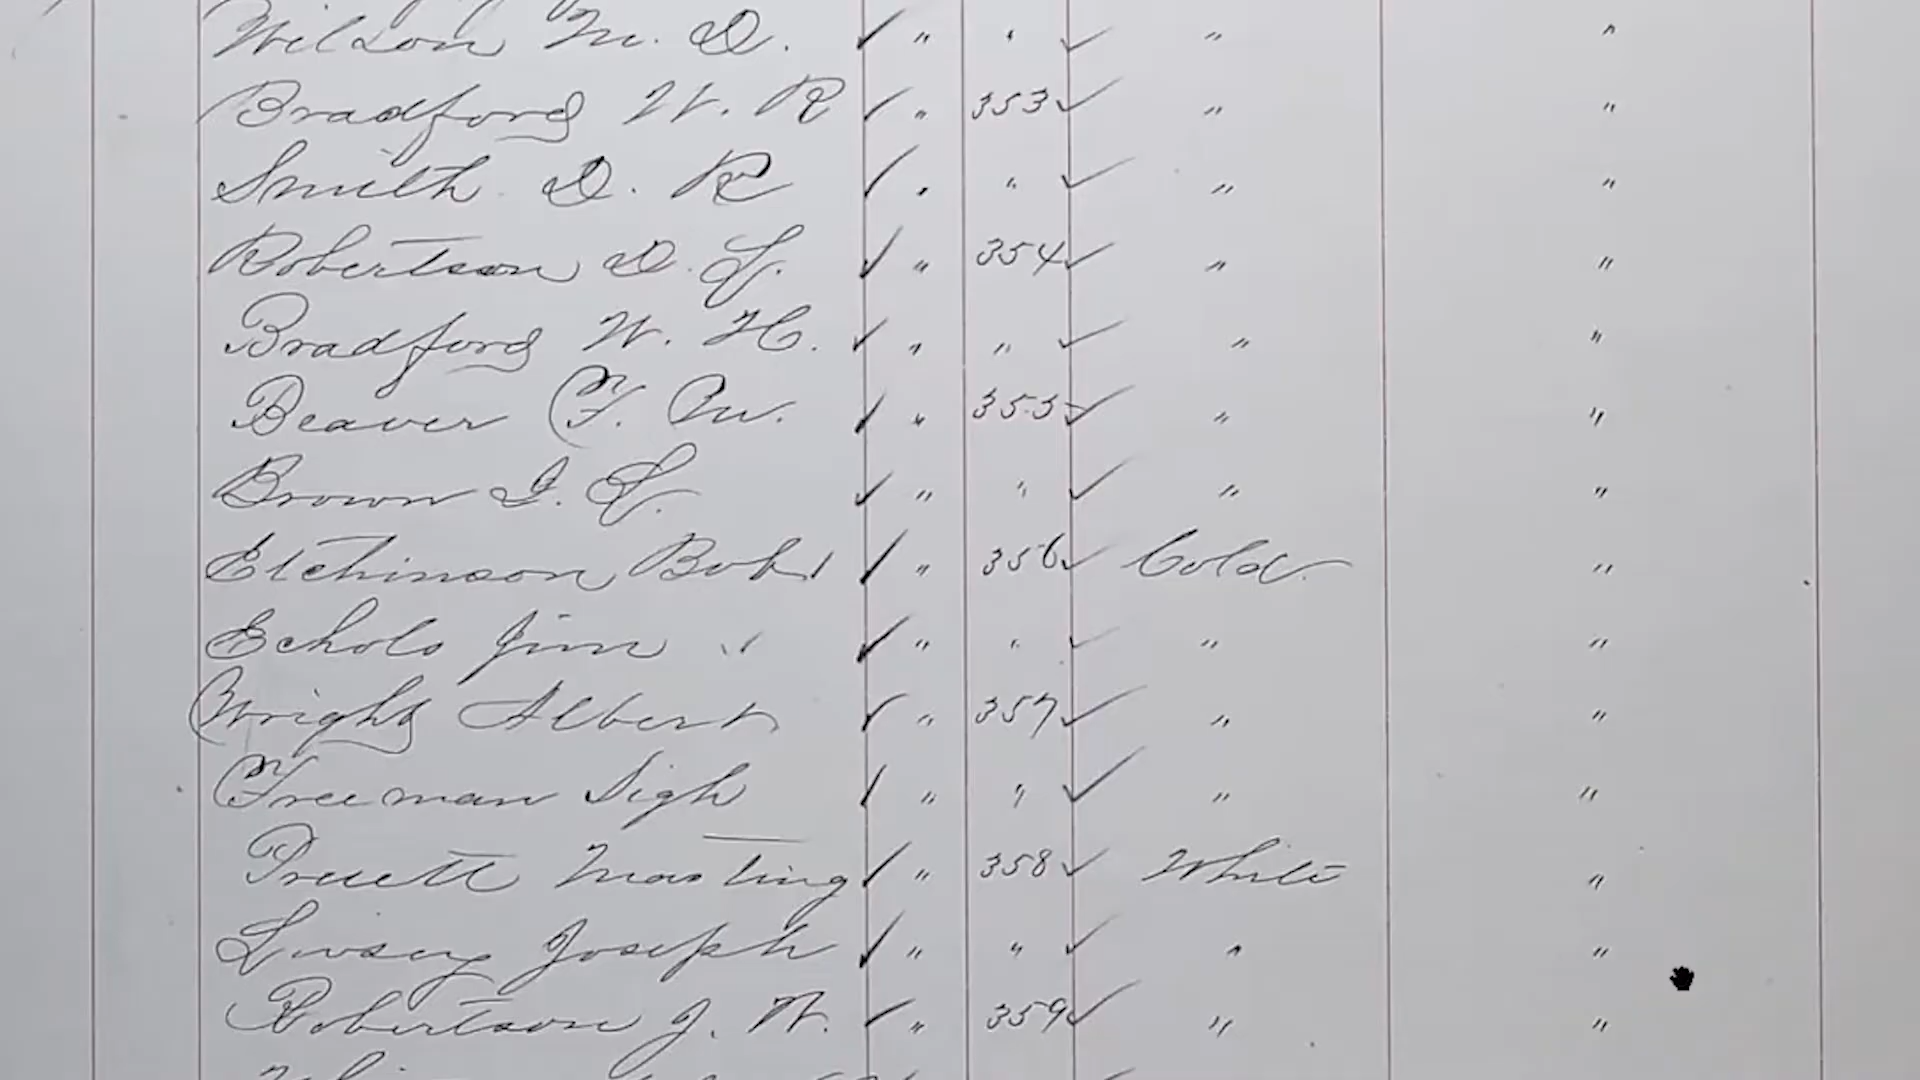 Wilson M. D. ✓ " " ✓ " "
Bradford W. R ✓ " 353 ✓ " "
Smith D. R ✓ " " ✓ " "
Robertson D. L. ✓ " 354 ✓ " "
Bradford W. H. ✓ " " ✓ " "
Beaver F. W. ✓ " 355 ✓ " "
Brown I. L. ✓ " " ✓ " "
Etchinson Bob ✓ " 356 ✓ Cold "
Echols Jim ✓ " " ✓ " "
Wright Albert ✓ " 357 ✓ " "
Freeman Sigh ✓ " " ✓ " "
Pruett Masting ✓ " 358 ✓ White "
Livsey Joseph ✓ " " ✓ " "
Robertson J. W. ✓ " 359 ✓ " "